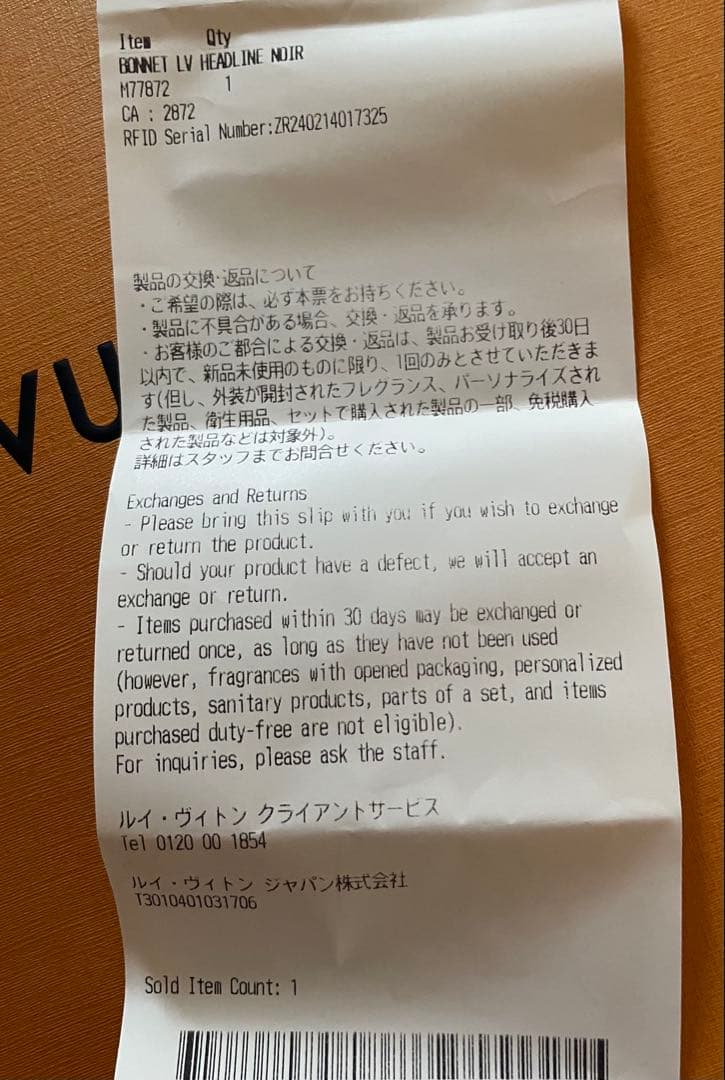 Item Qty
BONNET LV HEADLINE NOIR
M77872 1
CA : 2872
RFID Serial Number:ZR240214017325
製品の交換・返品について
・ご希望の際は、必ず本票をお持ちください。
・製品に不具合がある場合、交換・返品を承ります。
・お客様のご都合による交換・返品は、製品お受け取り後30日
以内で、新品未使用のものに限り、1回のみとさせていただきま
す(但し、外装が開封されたフレグランス、パーソナライズされ
た製品、衛生用品、セットで購入された製品の一部、免税購入
された製品などは対象外)。
詳細はスタッフまでお問合せください。
Exchanges and Returns
- Please bring this slip with you if you wish to exchange
or return the product.
- Should your product have a defect, we will accept an
exchange or return.
- Items purchased within 30 days may be exchanged or
returned once, as long as they have not been used
(however, fragrances with opened packaging, personalized
products, sanitary products, parts of a set, and items
purchased duty-free are not eligible).
For inquiries, please ask the staff.
ルイ・ヴィトン クライアントサービス
Tel 0120 00 1854
ルイ・ヴィトン ジャパン株式会社
T3010401031706
Sold Item Count: 1
VU